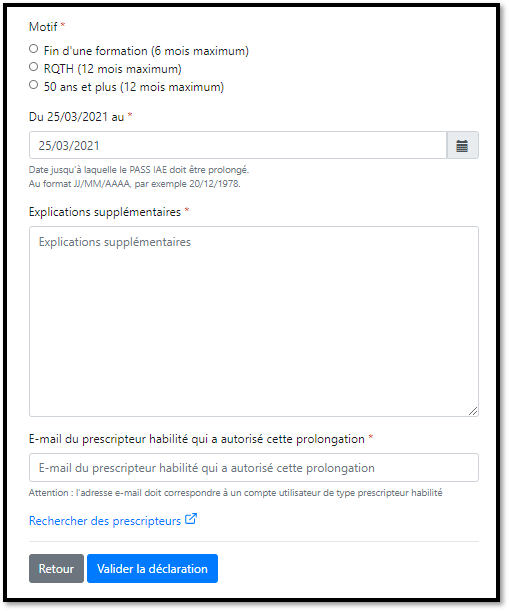 Motif *
Fin d'une formation (6 mois maximum)
RQTH (12 mois maximum)
50 ans et plus (12 mois maximum)
Du 25/03/2021 au *
25/03/2021
Date jusqu'à laquelle le PASS IAE doit être prolongé.
Au format JJ/MM/AAAA, par exemple 20/12/1978.
Explications supplémentaires *
Explications supplémentaires
E-mail du prescripteur habilité qui a autorisé cette prolongation *
E-mail du prescripteur habilité qui a autorisé cette prolongation
Attention : l'adresse e-mail doit correspondre à un compte utilisateur de type prescripteur habilité
Rechercher des prescripteurs
Retour
Valider la déclaration